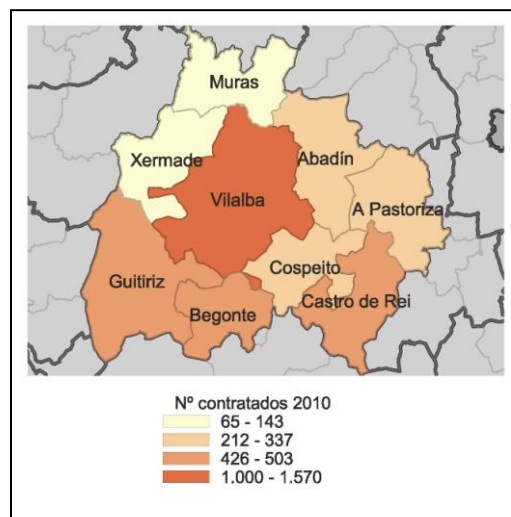 Muras
Xermade
Abadín
Vilalba
A Pastoriza
Guitiriz
Cospeito
Begonte
Castro de Rei
Nº contratados 2010
65 - 143
212 - 337
426 - 503
1.000 - 1.570